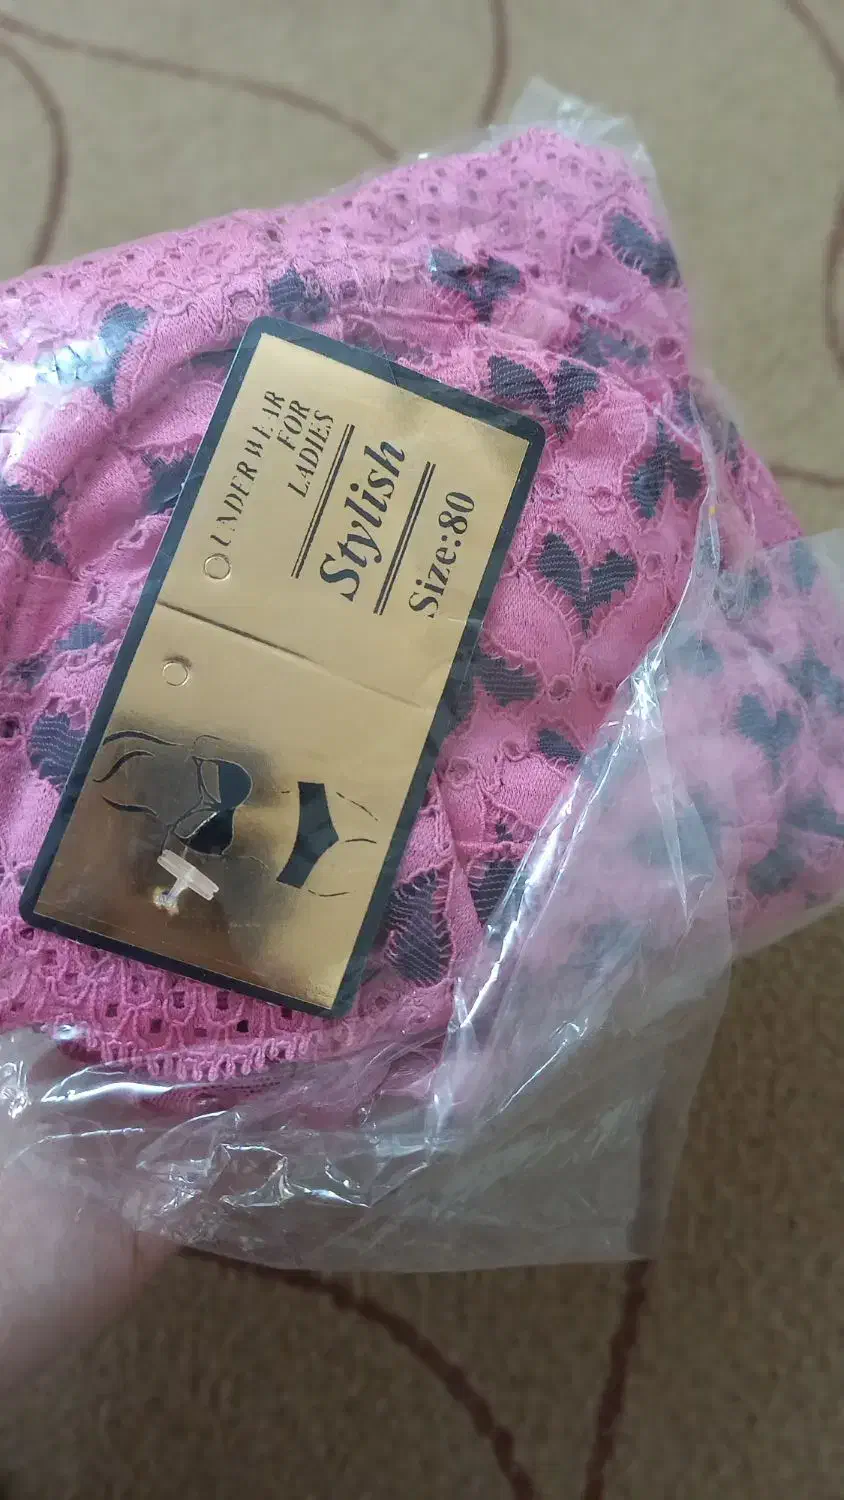 UNDERWEAR
FOR
LADIES
Stylish
Size:80